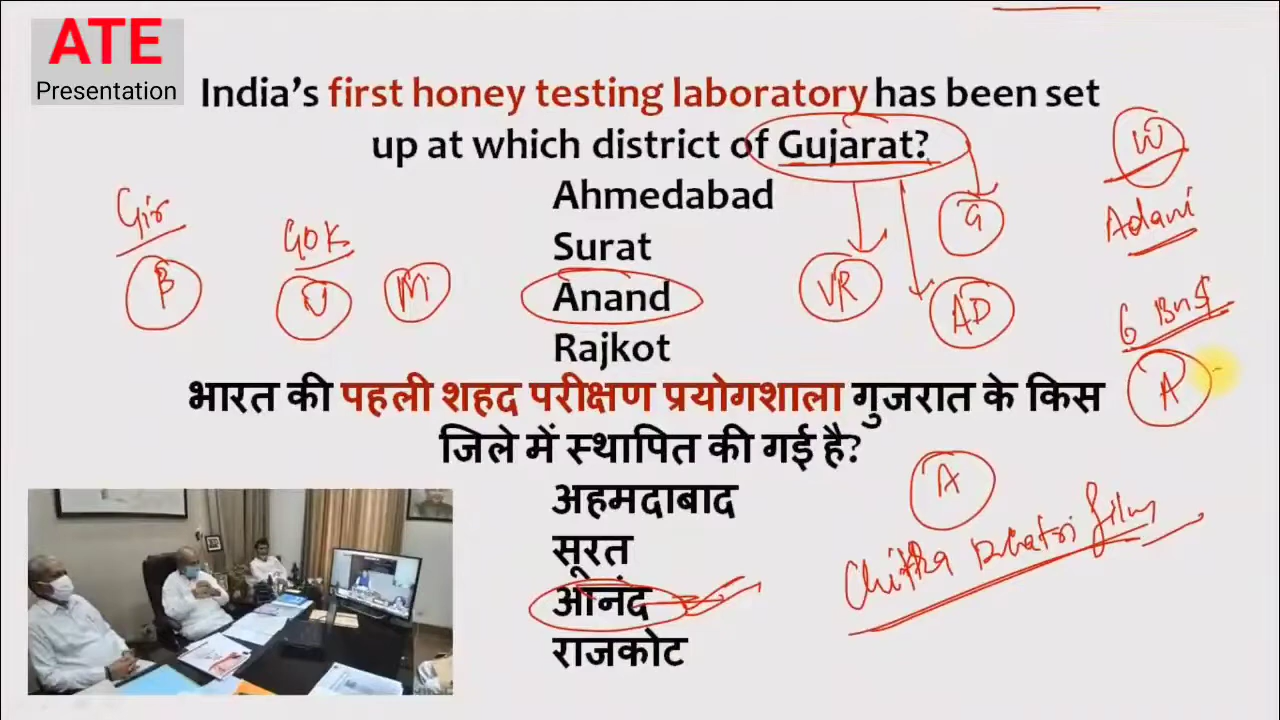 ATE
Presentation
India's first honey testing laboratory has been set
up at which district of Gujarat?
Ahmedabad
Surat
Anand
Rajkot
भारत की पहली शहद परीक्षण प्रयोगशाला गुजरात के किस
जिले में स्थापित की गई है?
अहमदाबाद
सूरत
आनंद
राजकोट
Gir
B
GOK
N
M
VR
AD
G
W
Adani
A
A
films